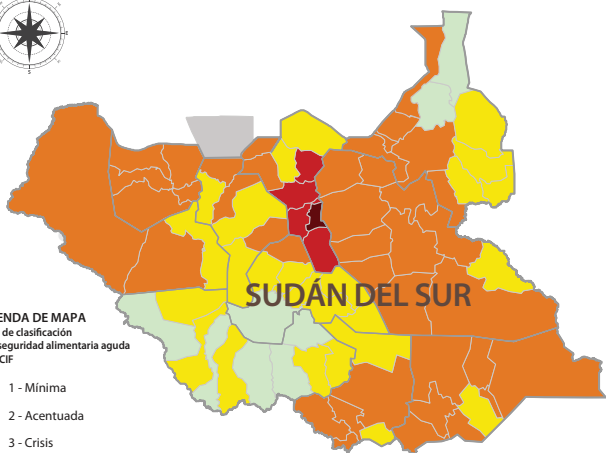 SUDÁN DEL SUR
ENDA DE MAPA
de clasificación
seguridad alimentaria aguda
CIF
1 - Mínima
2 - Acentuada
3 - Crisis